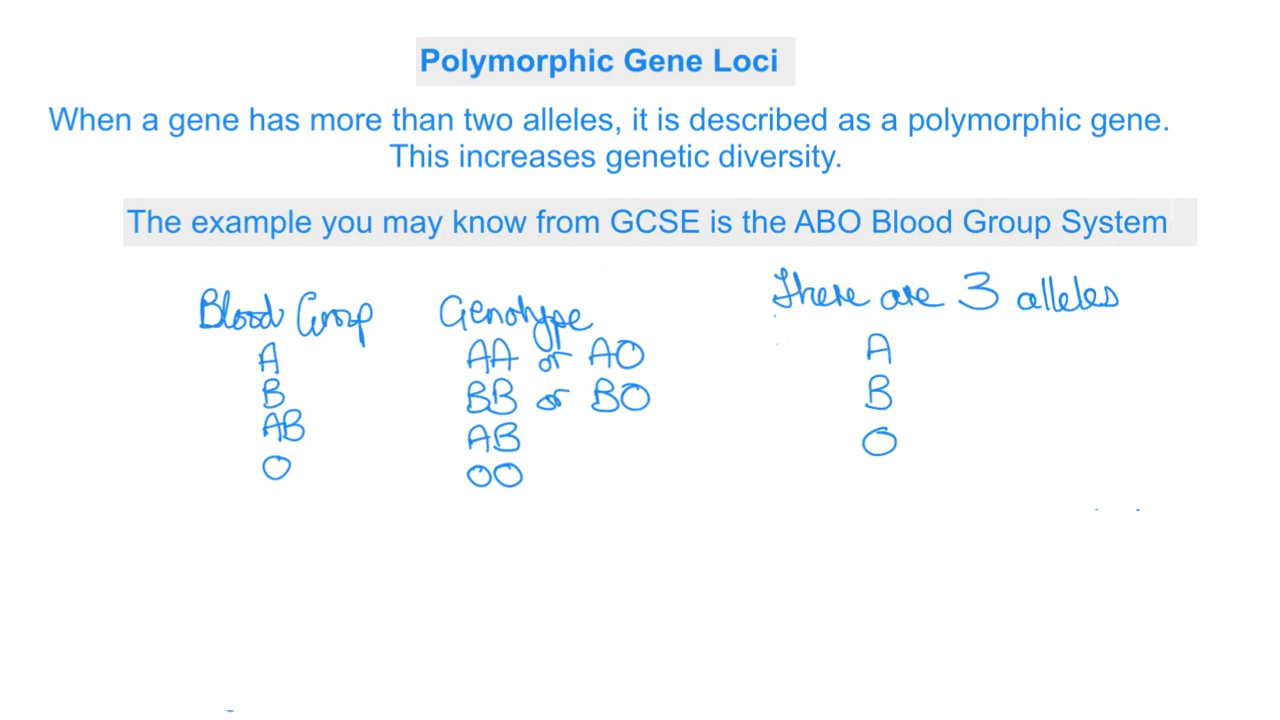 Polymorphic Gene Loci
When a gene has more than two alleles, it is described as a polymorphic gene.
This increases genetic diversity.
The example you may know from GCSE is the ABO Blood Group System
Blood Group Genotype There are 3 alleles
A AA or AO A
B BB or BO B
AB AB O
O OO